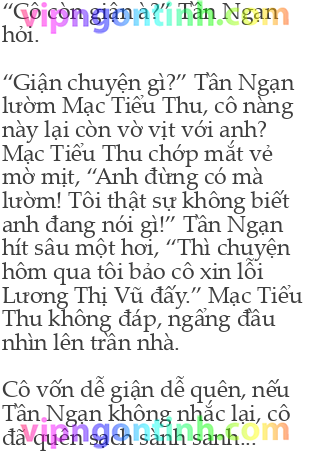 “Cô còn giận à?” Tần Ngạn
hỏi.
“Giận chuyện gì?” Tần Ngạn
lườm Mạc Tiểu Thu, cô nàng
này lại còn vờ vịt với anh?
Mạc Tiểu Thu chớp mắt vẻ
mờ mịt, “Anh đừng có mà
lườm! Tôi thật sự không biết
anh đang nói gì!” Tần Ngạn
hít sâu một hơi, “Thì chuyện
hôm qua tôi bảo cô xin lỗi
Lương Thị Vũ đấy.” Mạc Tiểu
Thu không đáp, ngẩng đầu
nhìn lên trần nhà.
Cô vốn dễ giận dễ quên, nếu
Tần Ngạn không nhắc lại, cô
đã quên sạch sành sanh...
vipngontinh.com
vipngontinh.com